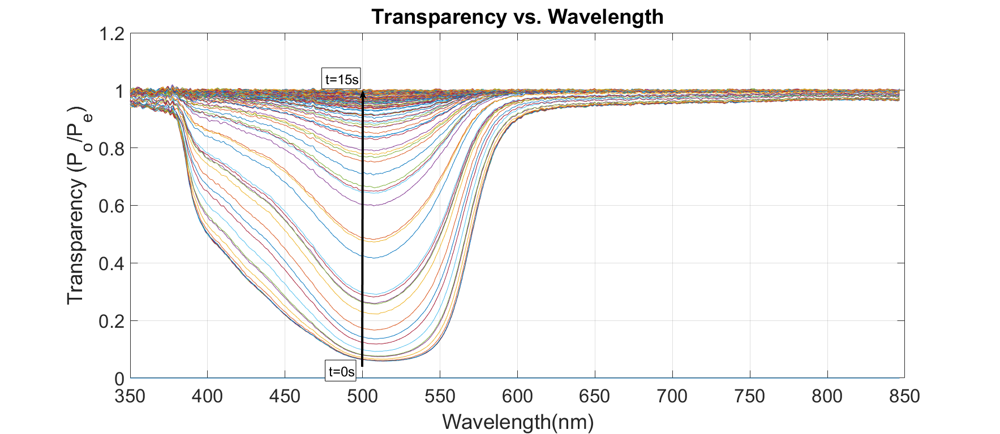 Transparency vs. Wavelength
Transparency (Po/Pe)
1.2
1
0.8
0.6
0.4
0.2
0
t=15s
t=0s
350 400 450 500 550 600 650 700 750 800 850
Wavelength(nm)